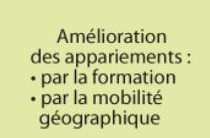 Amélioration
des appariements :
• par la formation
• par la mobilité
géographique